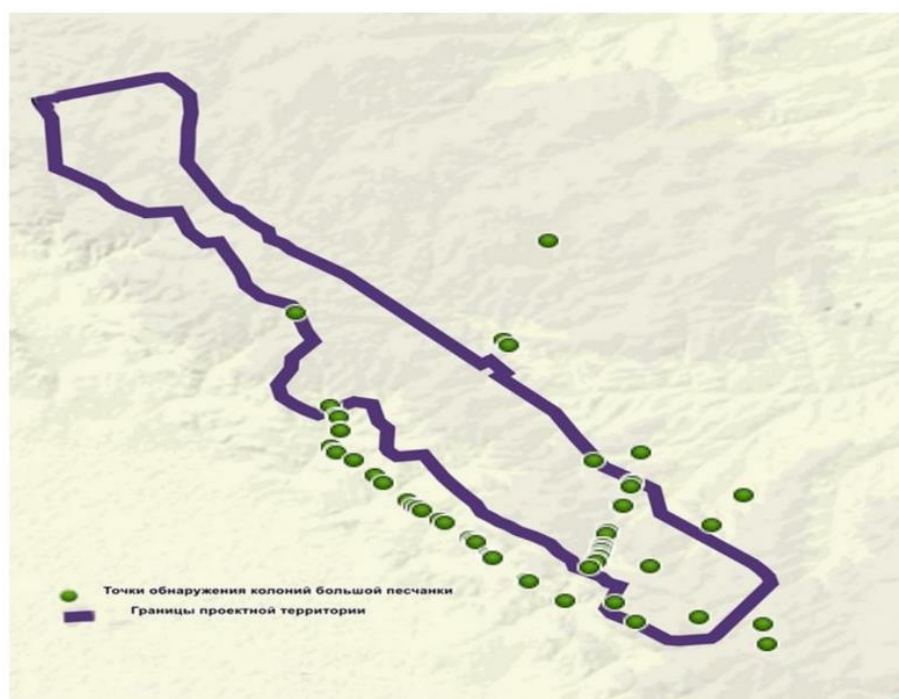 Точки обнаружения колоний большой песчанки
Границы проектной территории